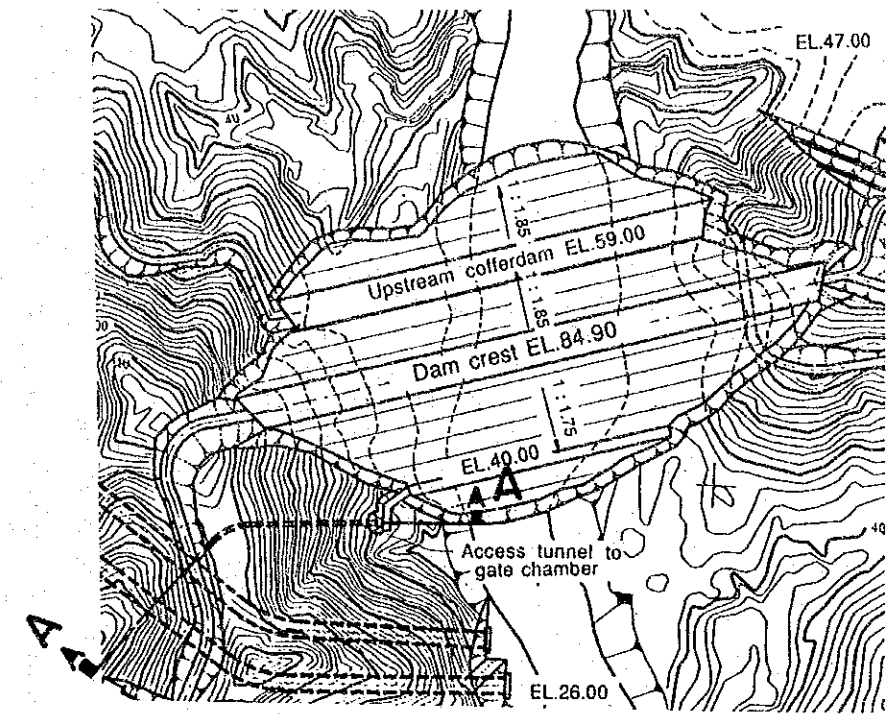 EL.47.00
40
1 : 1.85
Upstream cofferdam EL.59.00
1 : 1.85
Dam crest EL.84.90
1 : 1.75
EL.40.00
A
40
Access tunnel to
gate chamber
A
EL.26.00